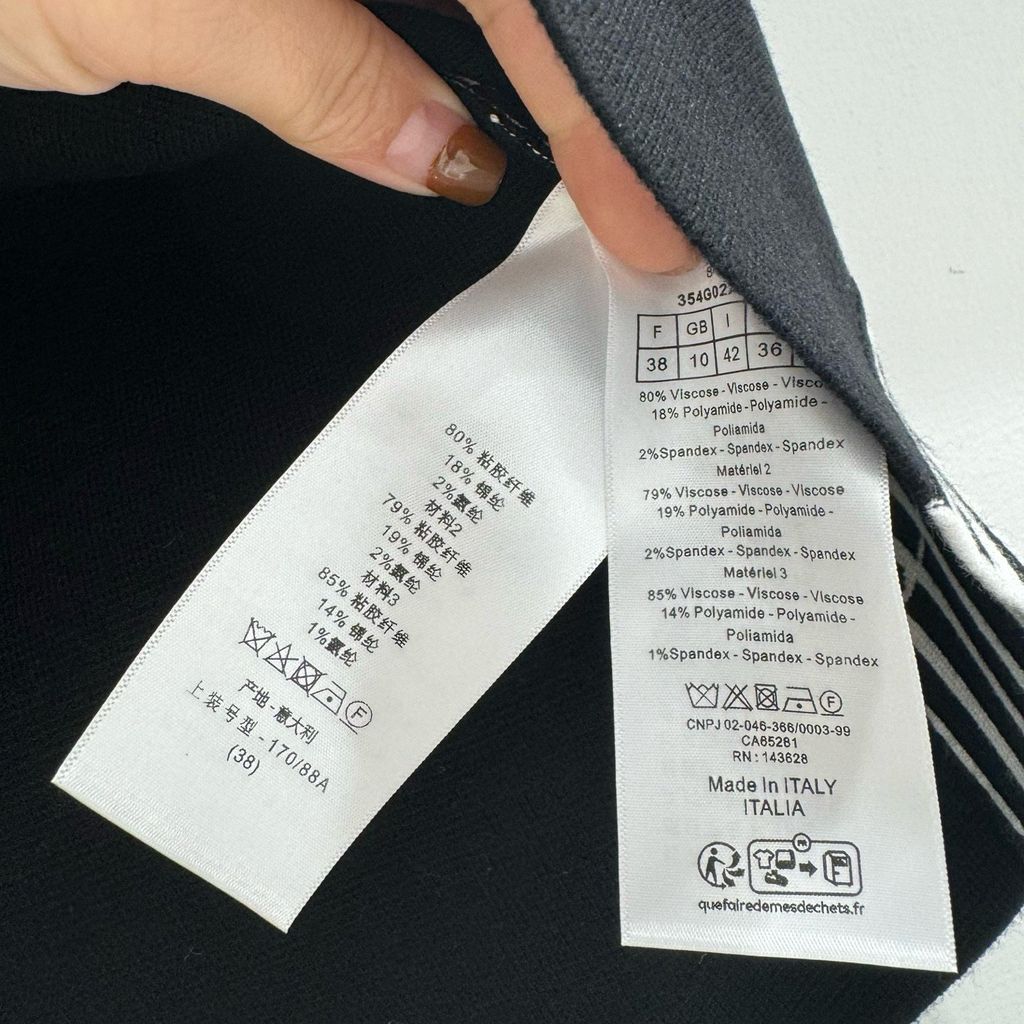 80% 粘胶纤维
18% 锦纶
2%氨纶
材料2
79% 粘胶纤维
19% 锦纶
2%氨纶
材料3
85% 粘胶纤维
14% 锦纶
1%氨纶
F
产地-意大利
上装号型-170/88A
(38)
8
354G02
F GB I
38 10 42 36
80% Viscose-Viscose-Visco
18% Polyamide-Polyamide-
Poliamida
2%Spandex-Spandex-Spandex
Matériel 2
79% Viscose-Viscose-Viscose
19% Polyamide-Polyamide-
Poliamida
2%Spandex-Spandex-Spandex
Matériel 3
85% Viscose-Viscose-Viscose
14% Polyamide-Polyamide-
Poliamida
1%Spandex-Spandex-Spandex
F
CNPJ 02-046-366/0003-99
CA65281
RN:143628
Made In ITALY
ITALIA
FR
quefairedemesdechets.fr